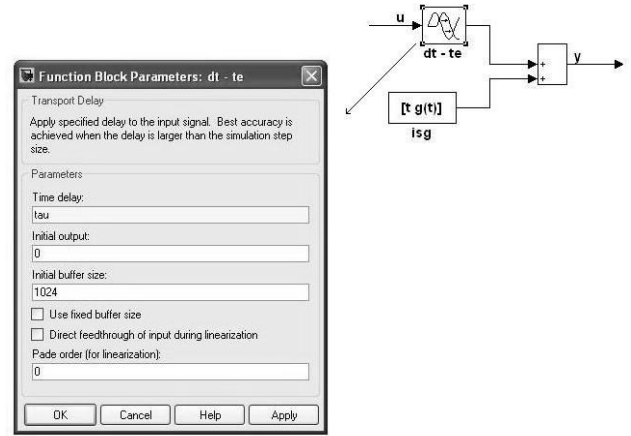 Function Block Parameters: dt - te
Transport Delay
Apply specified delay to the input signal. Best accuracy is
achieved when the delay is larger than the simulation step
size.
Parameters
Time delay:
tau
Initial output:
0
Initial buffer size:
1024
Use fixed buffer size
Direct feedthrough of input during linearization
Pade order (for linearization):
0
OK Cancel Help Apply
u
dt - te
[t g(t)]
isg
+
+
y